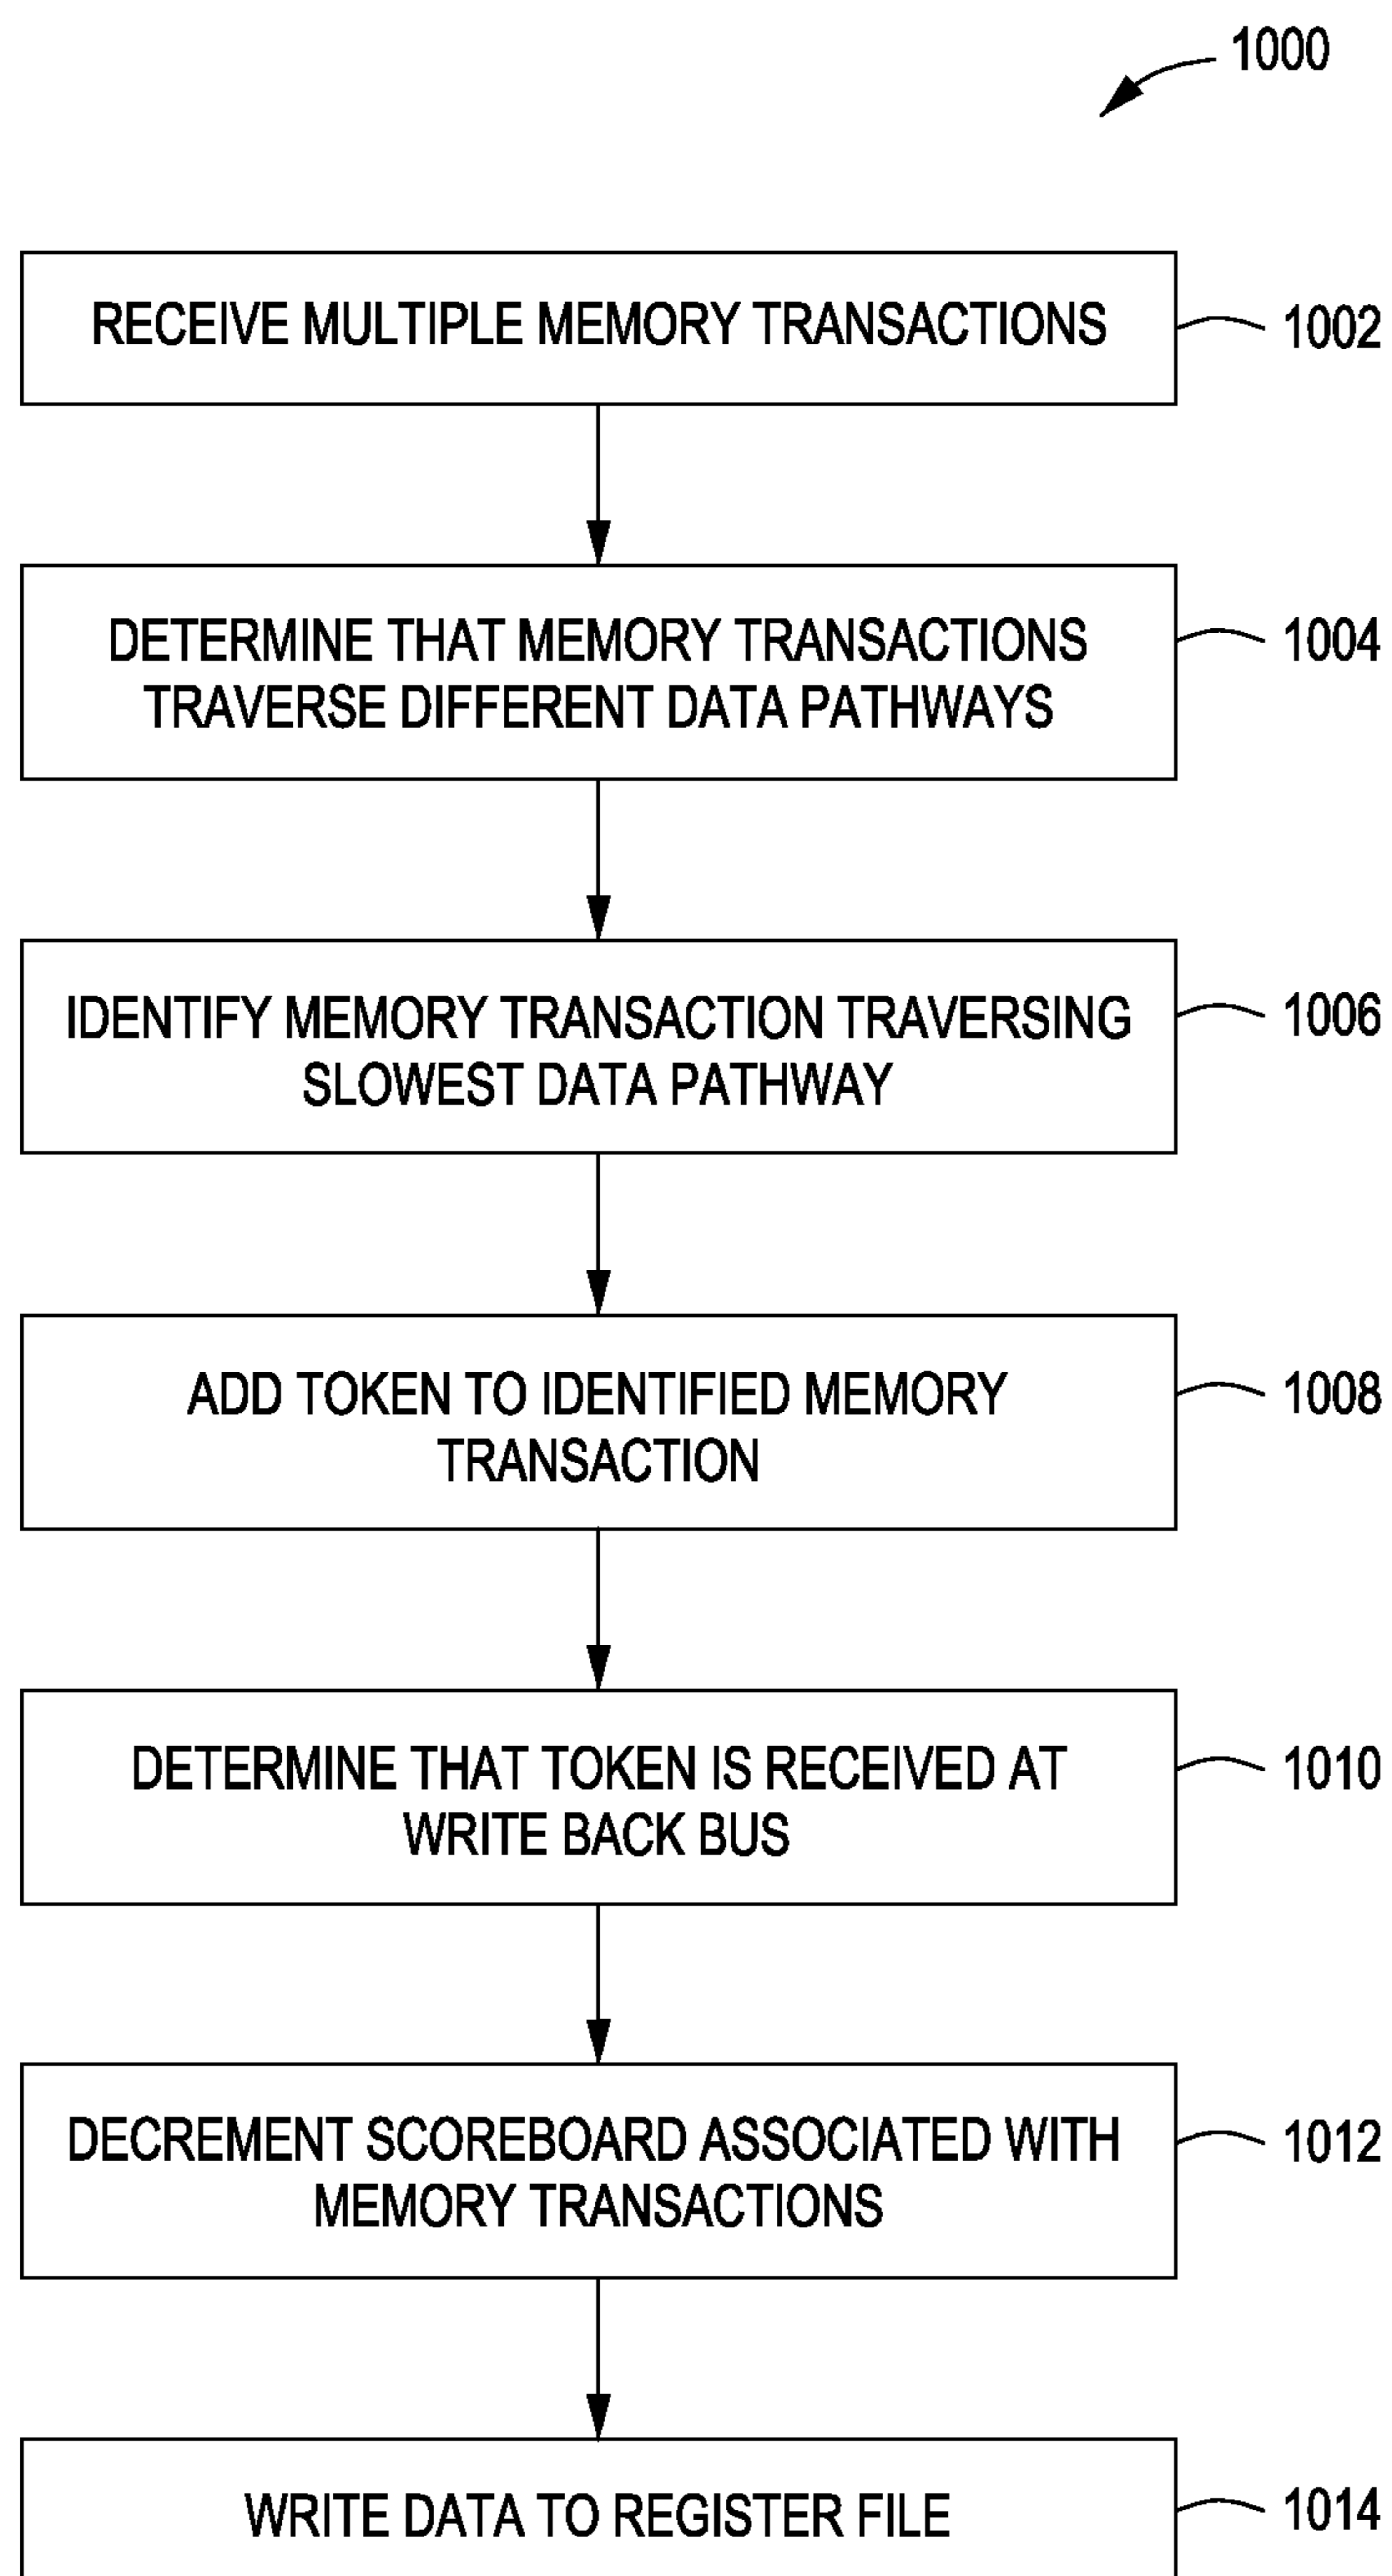 1000
RECEIVE MULTIPLE MEMORY TRANSACTIONS
1002
DETERMINE THAT MEMORY TRANSACTIONS
TRAVERSE DIFFERENT DATA PATHWAYS
1004
IDENTIFY MEMORY TRANSACTION TRAVERSING
SLOWEST DATA PATHWAY
1006
ADD TOKEN TO IDENTIFIED MEMORY
TRANSACTION
1008
DETERMINE THAT TOKEN IS RECEIVED AT
WRITE BACK BUS
1010
DECREMENT SCOREBOARD ASSOCIATED WITH
MEMORY TRANSACTIONS
1012
WRITE DATA TO REGISTER FILE
1014